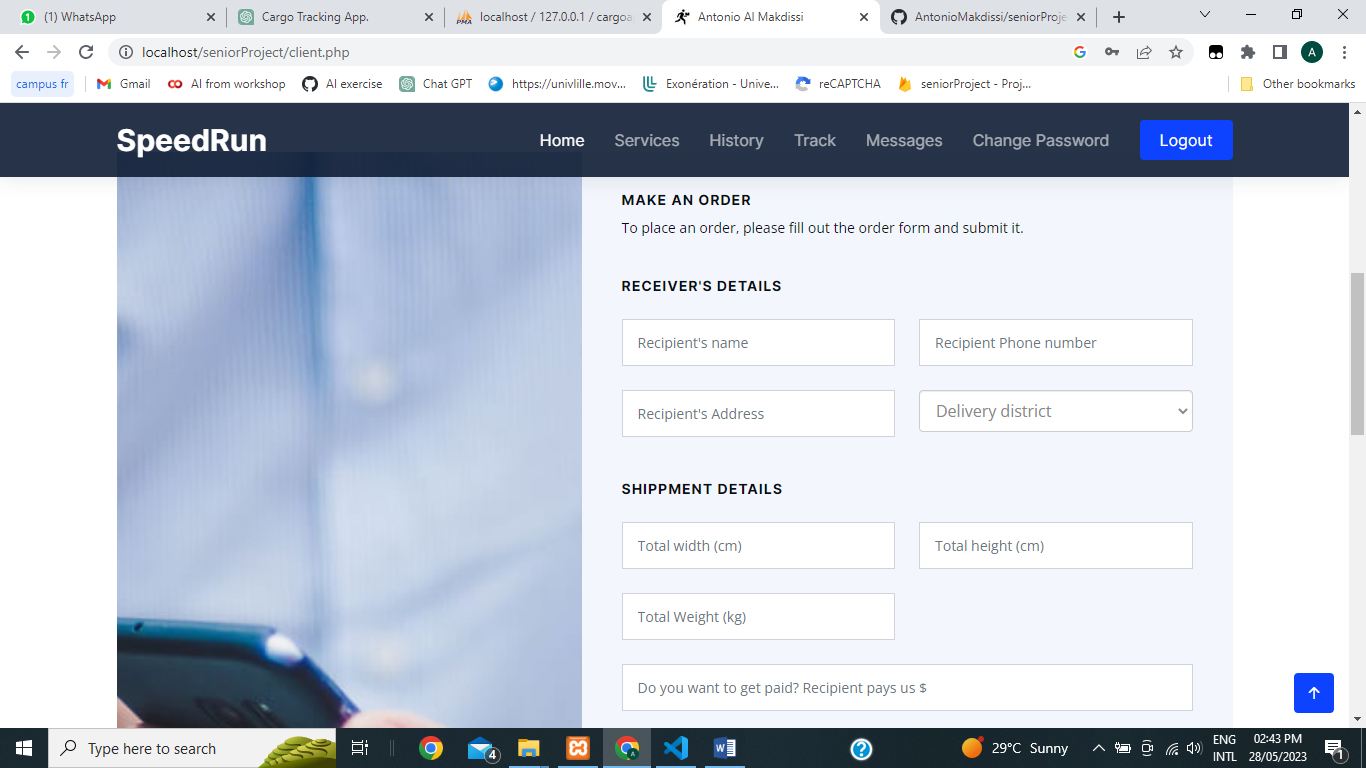 (1) WhatsApp
Cargo Tracking App.
localhost / 127.0.0.1 / cargoa
Antonio Al Makdissi
AntonioMakdissi/seniorProje
localhost/seniorProject/client.php
A
campus fr
Gmail
AI from workshop
AI exercise
Chat GPT
https://univlille.mov...
Exonération - Unive...
reCAPTCHA
seniorProject - Proj...
Other bookmarks
SpeedRun
Home
Services
History
Track
Messages
Change Password
Logout
MAKE AN ORDER
To place an order, please fill out the order form and submit it.
RECEIVER'S DETAILS
Recipient's name
Recipient Phone number
Recipient's Address
Delivery district
SHIPPMENT DETAILS
Total width (cm)
Total height (cm)
Total Weight (kg)
Do you want to get paid? Recipient pays us $
Type here to search
4
29°C Sunny
ENG
INTL
02:43 PM
28/05/2023
1